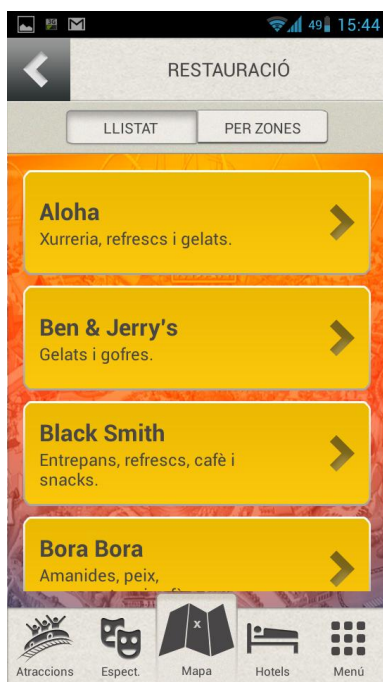 3G
49 15:44
RESTAURACIÓ
LLISTAT PER ZONES
Aloha
Xurreria, refrescs i gelats.
Ben & Jerry's
Gelats i gofres.
Black Smith
Entrepans, refrescs, cafè i
snacks.
Bora Bora
Amanides, peix,
x
Atraccions Espect. Mapa Hotels Menú